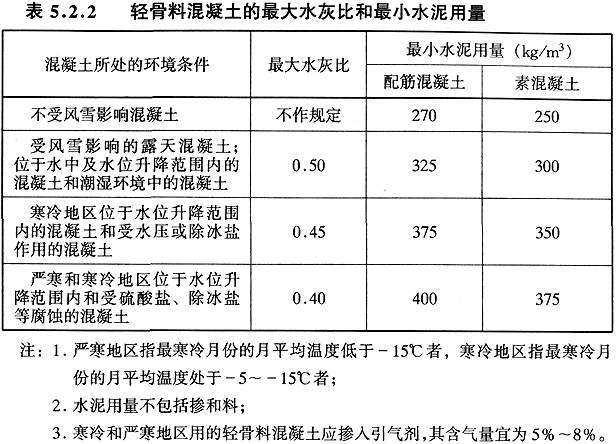 表 5.2.2 轻骨料混凝土的最大水灰比和最小水泥用量
混凝土所处的环境条件 最大水灰比 最小水泥用量（kg/m³）
配筋混凝土 素混凝土
不受风雪影响混凝土 不作规定 270 250
受风雪影响的露天混凝土；
位于水中及水位升降范围内的
混凝土和潮湿环境中的混凝土 0.50 325 300
寒冷地区位于水位升降范围
内的混凝土和受水压或除冰盐
作用的混凝土 0.45 375 350
严寒和寒冷地区位于水位升
降范围内和受硫酸盐、除冰盐
等腐蚀的混凝土 0.40 400 375
注：1. 严寒地区指最寒冷月份的月平均温度低于－15℃者，寒冷地区指最寒冷月
份的月平均温度处于－5～－15℃者；
2. 水泥用量不包括掺和料；
3. 寒冷和严寒地区用的轻骨料混凝土应掺入引气剂，其含气量宜为 5%～8%。